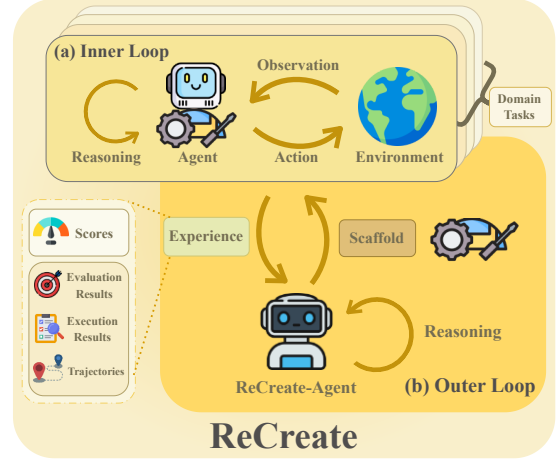 (a) Inner Loop
Observation
Reasoning
Agent
Action
Environment
Domain
Tasks
Scores
Evaluation
Results
Execution
Results
Trajectories
Experience
Scaffold
Reasoning
ReCreate-Agent
(b) Outer Loop
ReCreate